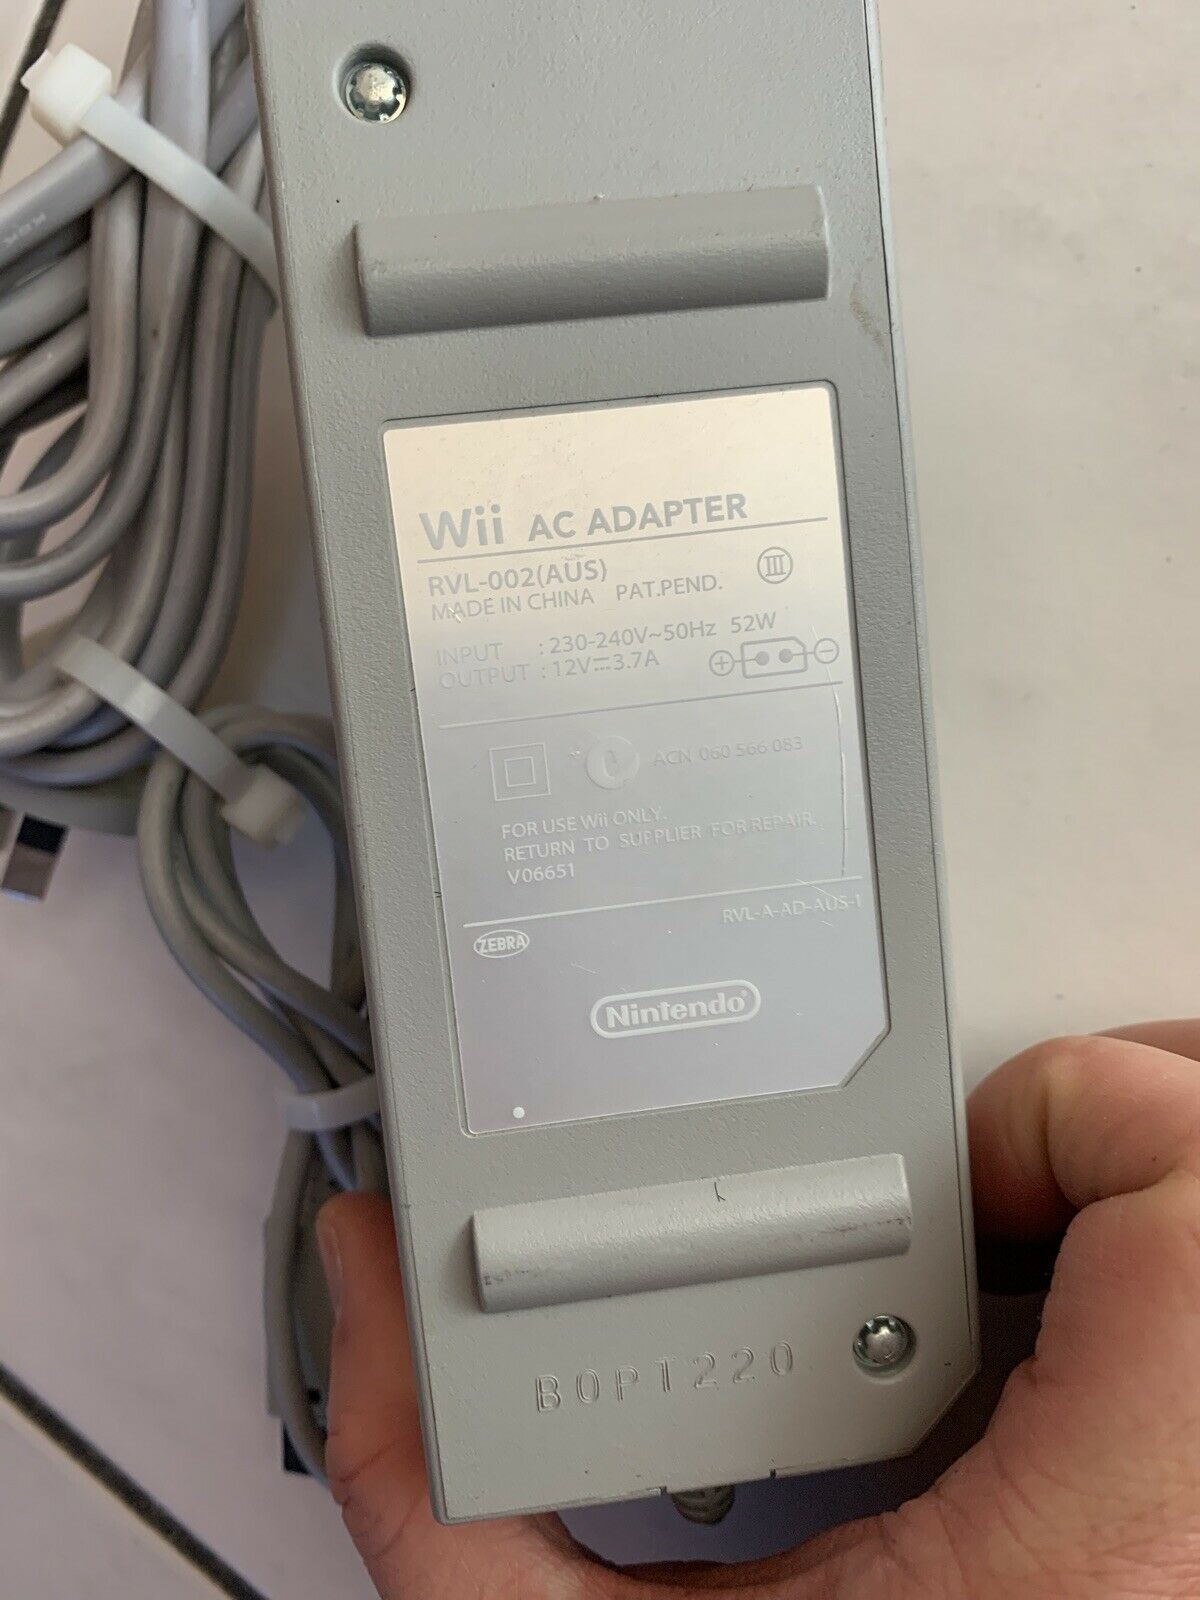 Wii AC ADAPTER
RVL-002(AUS)
MADE IN CHINA PAT.PEND.
III
INPUT : 230-240V~50Hz 52W
OUTPUT : 12V⎓3.7A
+ −
ACN 060 566 083
FOR USE Wii ONLY.
RETURN TO SUPPLIER FOR REPAIR.
V06651
RVL-A-AD-AUS-1
ZEBRA
Nintendo®
B0PT220